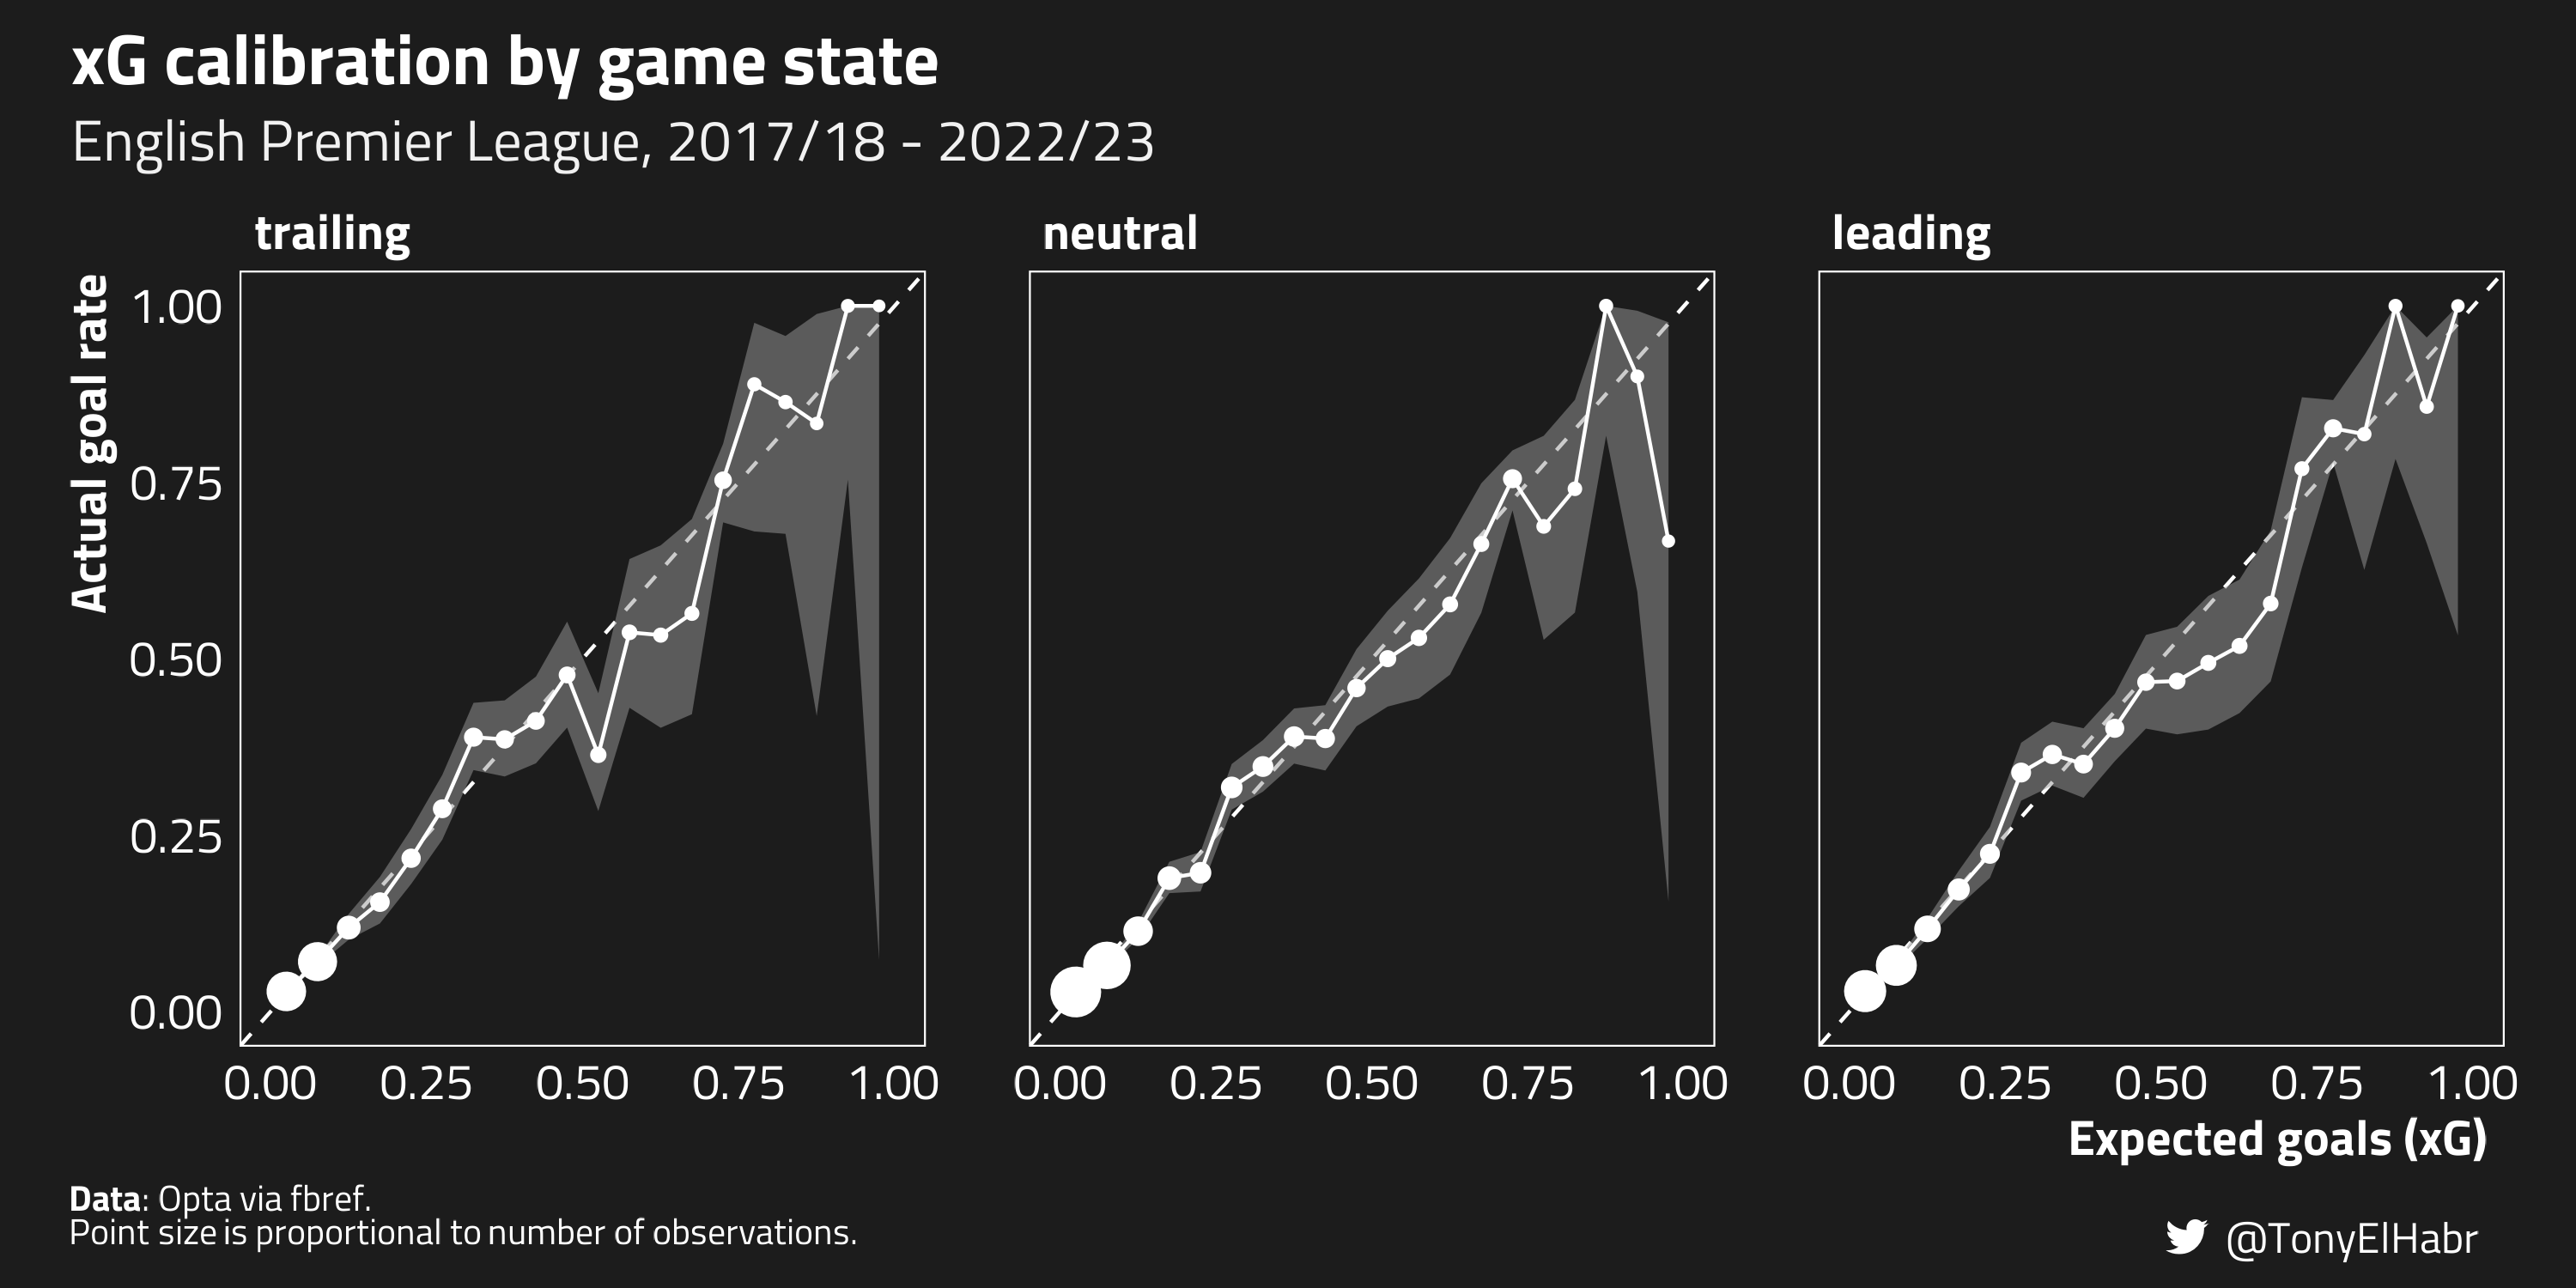 xG calibration by game state
English Premier League, 2017/18 - 2022/23
trailing
neutral
leading
Actual goal rate
1.00
0.75
0.50
0.25
0.00
0.00 0.25 0.50 0.75 1.00
0.00 0.25 0.50 0.75 1.00
0.00 0.25 0.50 0.75 1.00
Expected goals (xG)
Data: Opta via fbref.
Point size is proportional to number of observations.
@TonyElHabr